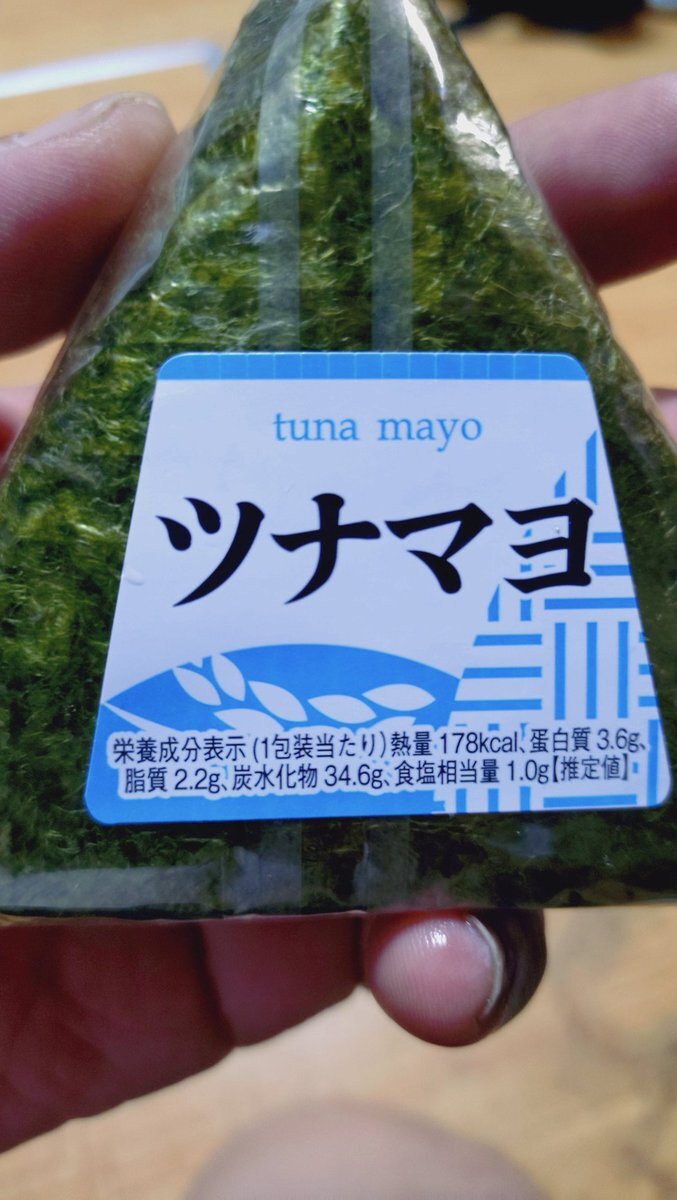 tuna mayo
ツナマヨ
栄養成分表示(1包装当たり)熱量 178kcal、蛋白質 3.6g、
脂質 2.2g、炭水化物 34.6g、食塩相当量 1.0g【推定値】